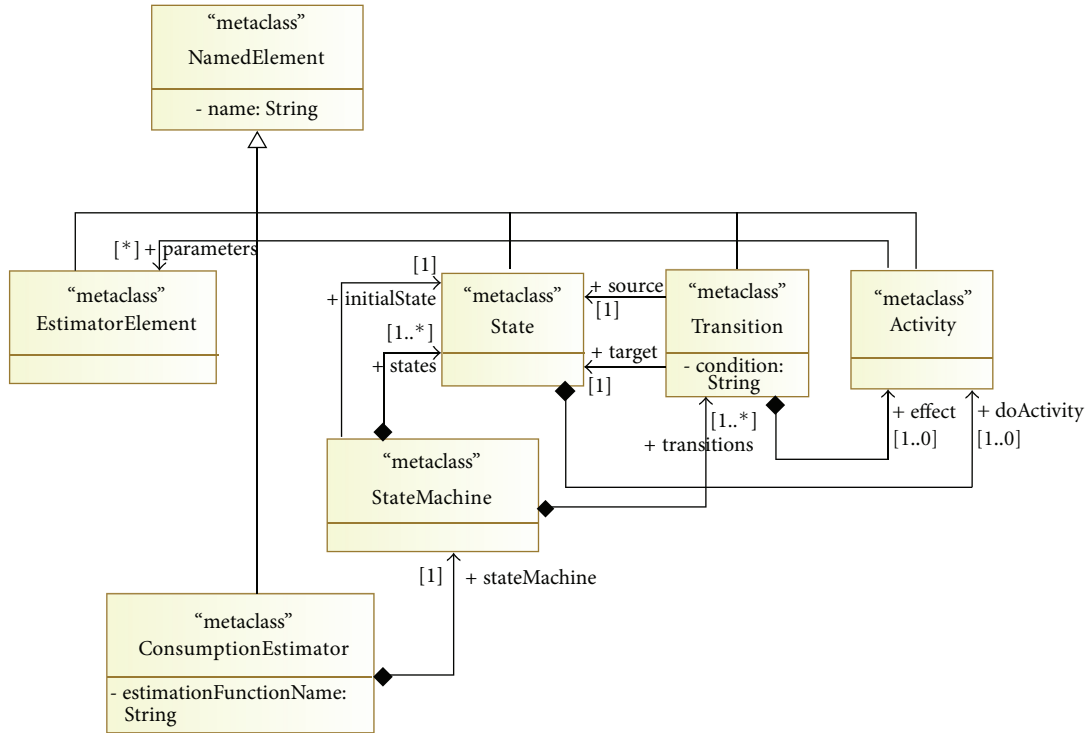 “metaclass”
NamedElement
- name: String
[*] + parameters
“metaclass”
EstimatorElement
[1]
+ initialState
[1..*]
+ states
“metaclass”
State
+ source
[1]
+ target
[1]
“metaclass”
Transition
- condition:
String
“metaclass”
Activity
+ effect
[1..0]
+ doActivity
[1..0]
[1..*]
+ transitions
“metaclass”
StateMachine
[1]
+ stateMachine
“metaclass”
ConsumptionEstimator
- estimationFunctionName:
String